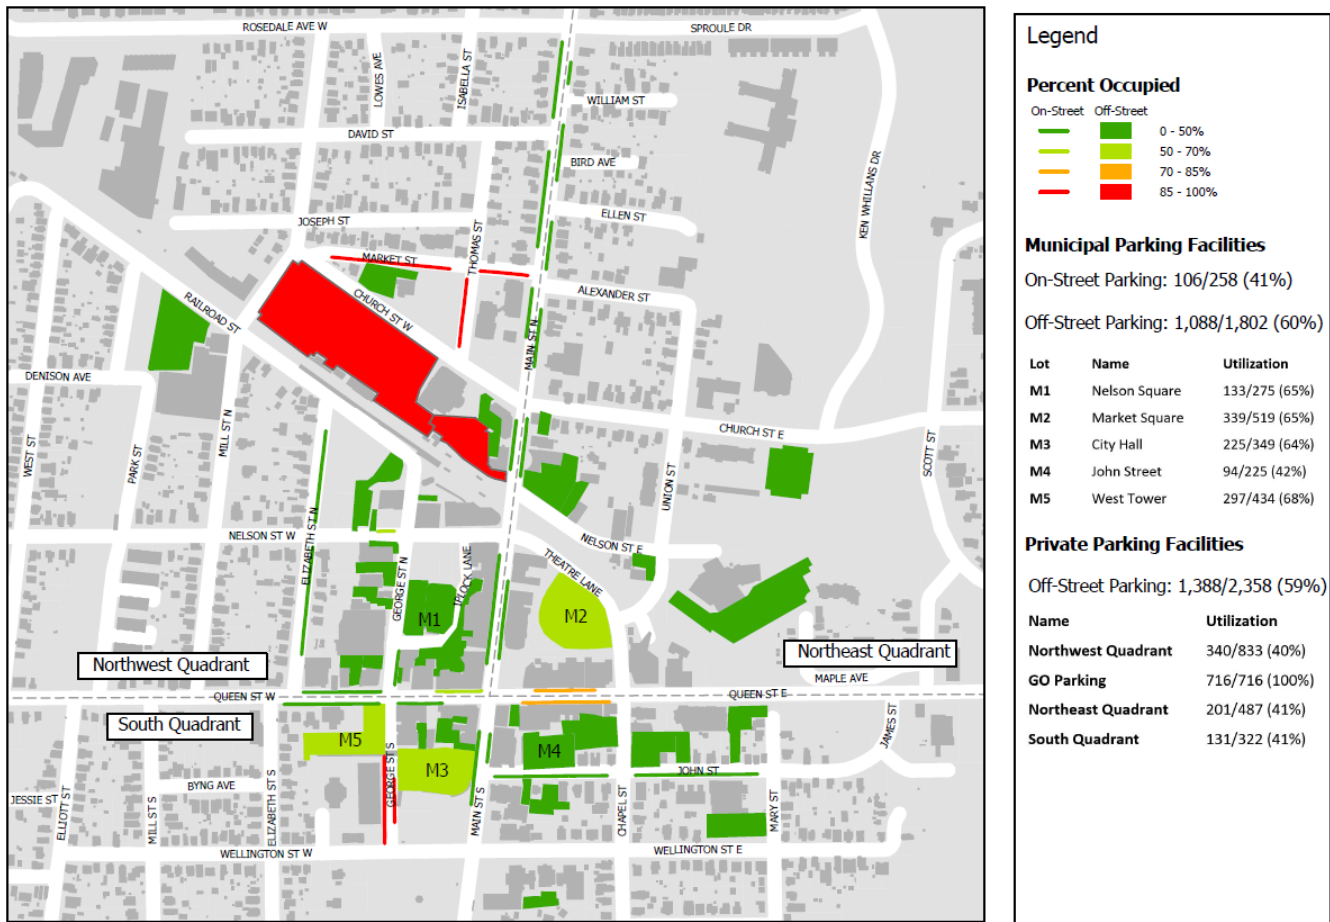 ROSEDALE AVE W
SPROULE DR
LOWES AVE
ISABELLA ST
WILLIAM ST
DAVID ST
BIRD AVE
KEN WHILLANS DR
JOSEPH ST
ELLEN ST
THOMAS ST
MARKET ST
RAILROAD ST
CHURCH ST W
ALEXANDER ST
MAIN ST N
DENISON AVE
MILL ST N
CHURCH ST E
WEST ST
PARK ST
SCOTT ST
UNION ST
NELSON ST W
ELIZABETH ST N
NELSON ST E
THEATRE LANE
GEORGE ST N
M1
M2
Northwest Quadrant
Northeast Quadrant
MAPLE AVE
QUEEN ST W
QUEEN ST E
South Quadrant
M5
M4
M3
JAMES ST
GEORGE ST S
JOHN ST
BYNG AVE
JESSIE ST
ELLIOTT ST
MILL ST S
ELIZABETH ST S
MAIN ST S
CHAPEL ST
MARY ST
WELLINGTON ST W
WELLINGTON ST E
Legend
Percent Occupied
On-Street Off-Street
0 - 50%
50 - 70%
70 - 85%
85 - 100%
Municipal Parking Facilities
On-Street Parking: 106/258 (41%)
Off-Street Parking: 1,088/1,802 (60%)
Lot Name Utilization
M1 Nelson Square 133/275 (65%)
M2 Market Square 339/519 (65%)
M3 City Hall 225/349 (64%)
M4 John Street 94/225 (42%)
M5 West Tower 297/434 (68%)
Private Parking Facilities
Off-Street Parking: 1,388/2,358 (59%)
Name Utilization
Northwest Quadrant 340/833 (40%)
GO Parking 716/716 (100%)
Northeast Quadrant 201/487 (41%)
South Quadrant 131/322 (41%)